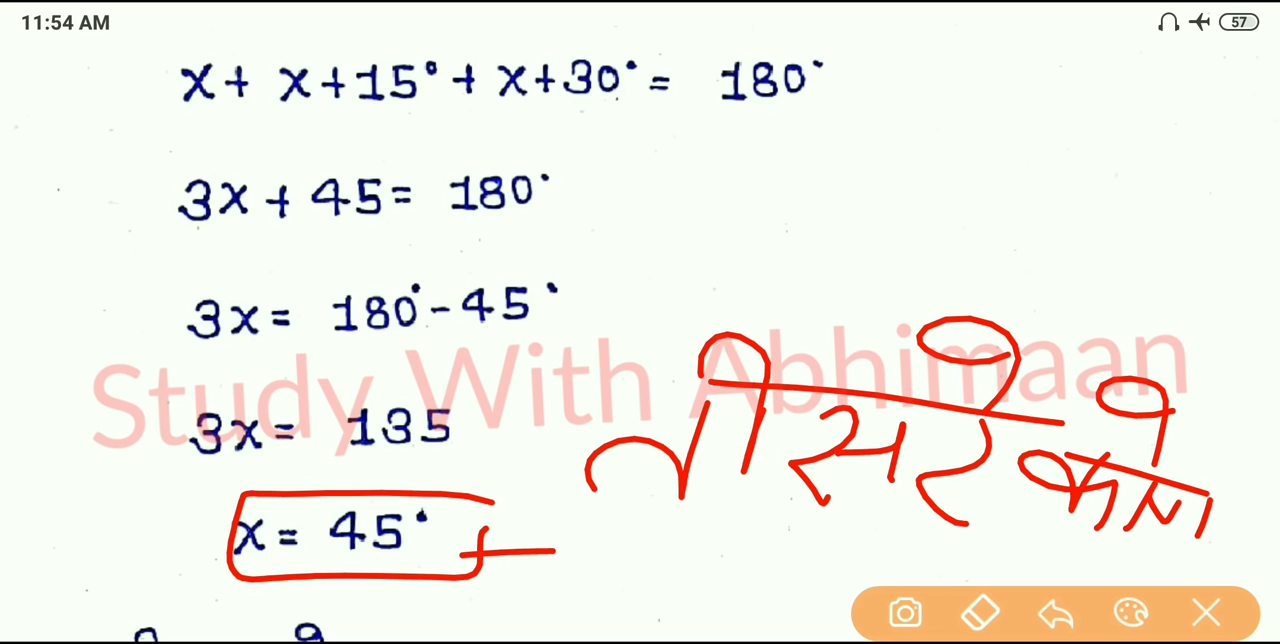 11:54 AM
57
x + x + 15° + x + 30° = 180°
3x + 45 = 180°
3x = 180° - 45°
3x = 135
x = 45°
Study With Abhimaan
तीसरे